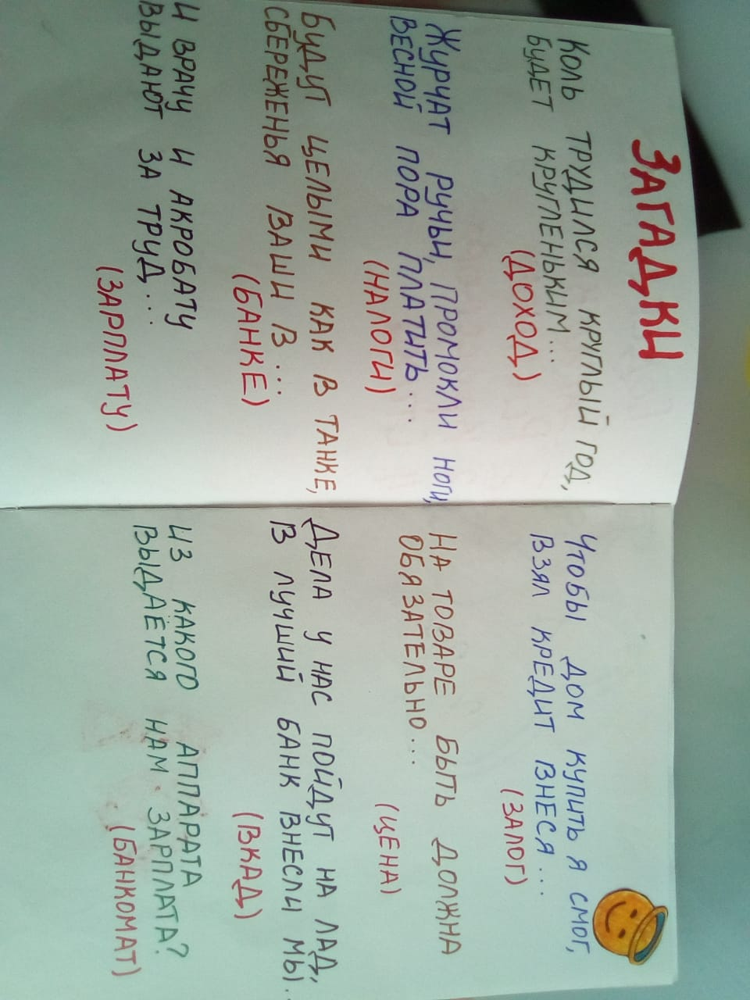 ЗАГАДКИ
КОЛЬ ТРУДИЛСЯ КРУГЛЫЙ ГОД,
БУДЕТ КРУГЛЕНЬКИМ...
(ДОХОД)
ЖУРЧАТ РУЧЬИ, ПРОМОКЛИ НОГИ,
ВЕСНОЙ ПОРА ПЛАТИТЬ...
(НАЛОГИ)
БУДУТ ЦЕЛЫМИ КАК В ТАНКЕ,
СБЕРЕЖЕНЬЯ ВАШИ В....
(БАНКЕ)
И ВРАЧУ И АКРОБАТУ
ВЫДАЮТ ЗА ТРУД...
(ЗАРПЛАТУ)
ЧТОБЫ ДОМ КУПИТЬ Я СМОГ,
ВЗЯЛ КРЕДИТ ВНЕСЯ...
(ЗАЛОГ)
НА ТОВАРЕ БЫТЬ ДОЛЖНА
ОБЯЗАТЕЛЬНО...
(ЦЕНА)
ДЕЛА У НАС ПОЙДУТ НА ЛАД,
В ЛУЧШИЙ БАНК ВНЕСЛИ МЫ...
(ВКАД)
ИЗ КАКОГО АППАРАТА
ВЫДАЁТСЯ НАМ ЗАРПЛАТА?
(БАНКОМАТ)